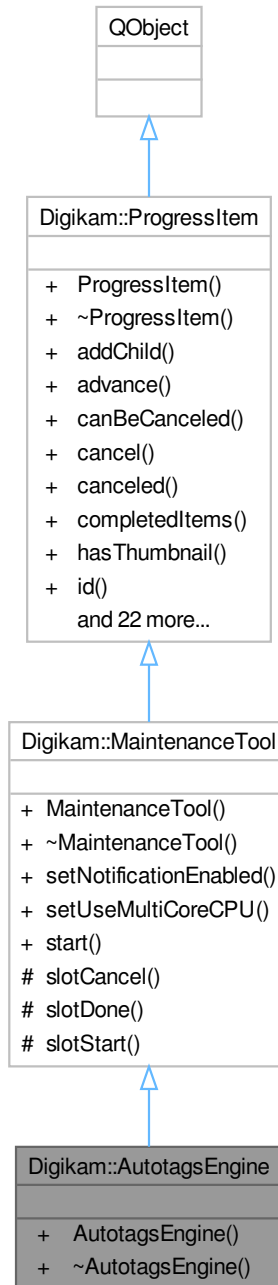 QObject
Digikam::ProgressItem
+ ProgressItem()
+ ~ProgressItem()
+ addChild()
+ advance()
+ canBeCanceled()
+ cancel()
+ canceled()
+ completedItems()
+ hasThumbnail()
+ id()
and 22 more...
Digikam::MaintenanceTool
+ MaintenanceTool()
+ ~MaintenanceTool()
+ setNotificationEnabled()
+ setUseMultiCoreCPU()
+ start()
# slotCancel()
# slotDone()
# slotStart()
Digikam::AutotagsEngine
+ AutotagsEngine()
+ ~AutotagsEngine()